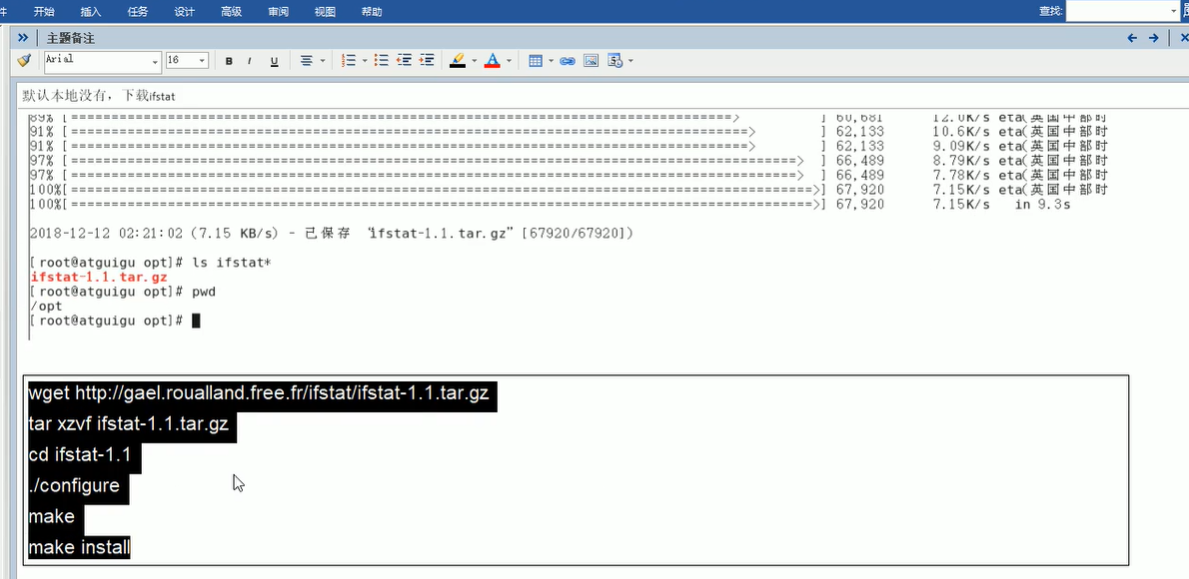 件 开始 插入 任务 设计 高级 审阅 视图 帮助 查找:
主题备注
Arial 16 B I U
默认本地没有，下载ifstat
89% [====================================================================================> ] 60,681 12.0K/s eta(英国中部时
91% [======================================================================================> ] 62,133 10.6K/s eta(英国中部时
91% [======================================================================================> ] 62,133 9.09K/s eta(英国中部时
97% [============================================================================================> ] 66,489 8.79K/s eta(英国中部时
97% [============================================================================================> ] 66,489 7.78K/s eta(英国中部时
100%[==============================================================================================>] 67,920 7.15K/s eta(英国中部时
100%[==============================================================================================>] 67,920 7.15K/s in 9.3s
2018-12-12 02:21:02 (7.15 KB/s) - 已保存 “ifstat-1.1.tar.gz” [67920/67920])
[root@atguigu opt]# ls ifstat*
ifstat-1.1.tar.gz
[root@atguigu opt]# pwd
/opt
[root@atguigu opt]#
wget http://gael.roualland.free.fr/ifstat/ifstat-1.1.tar.gz
tar xzvf ifstat-1.1.tar.gz
cd ifstat-1.1
./configure
make
make install